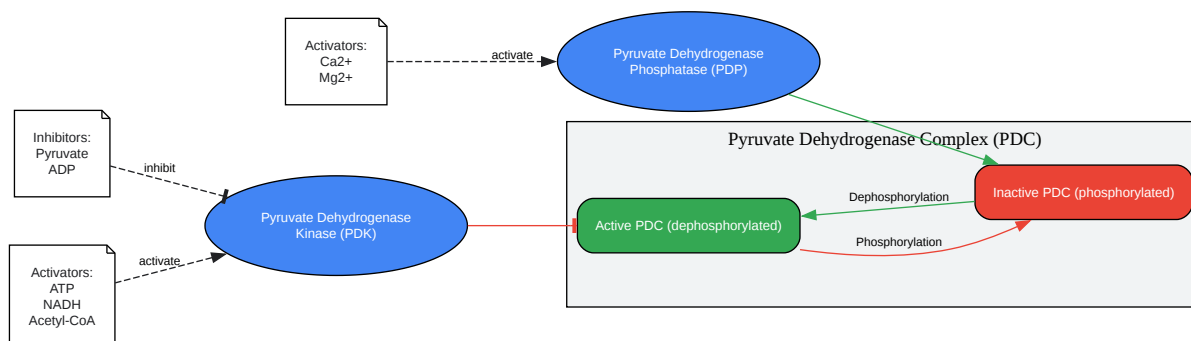 Activators:
Ca2+
Mg2+
activate
Pyruvate Dehydrogenase
Phosphatase (PDP)
Inhibitors:
Pyruvate
ADP
inhibit
Pyruvate Dehydrogenase
Kinase (PDK)
Activators:
ATP
NADH
Acetyl-CoA
activate
Pyruvate Dehydrogenase Complex (PDC)
Inactive PDC (phosphorylated)
Dephosphorylation
Active PDC (dephosphorylated)
Phosphorylation